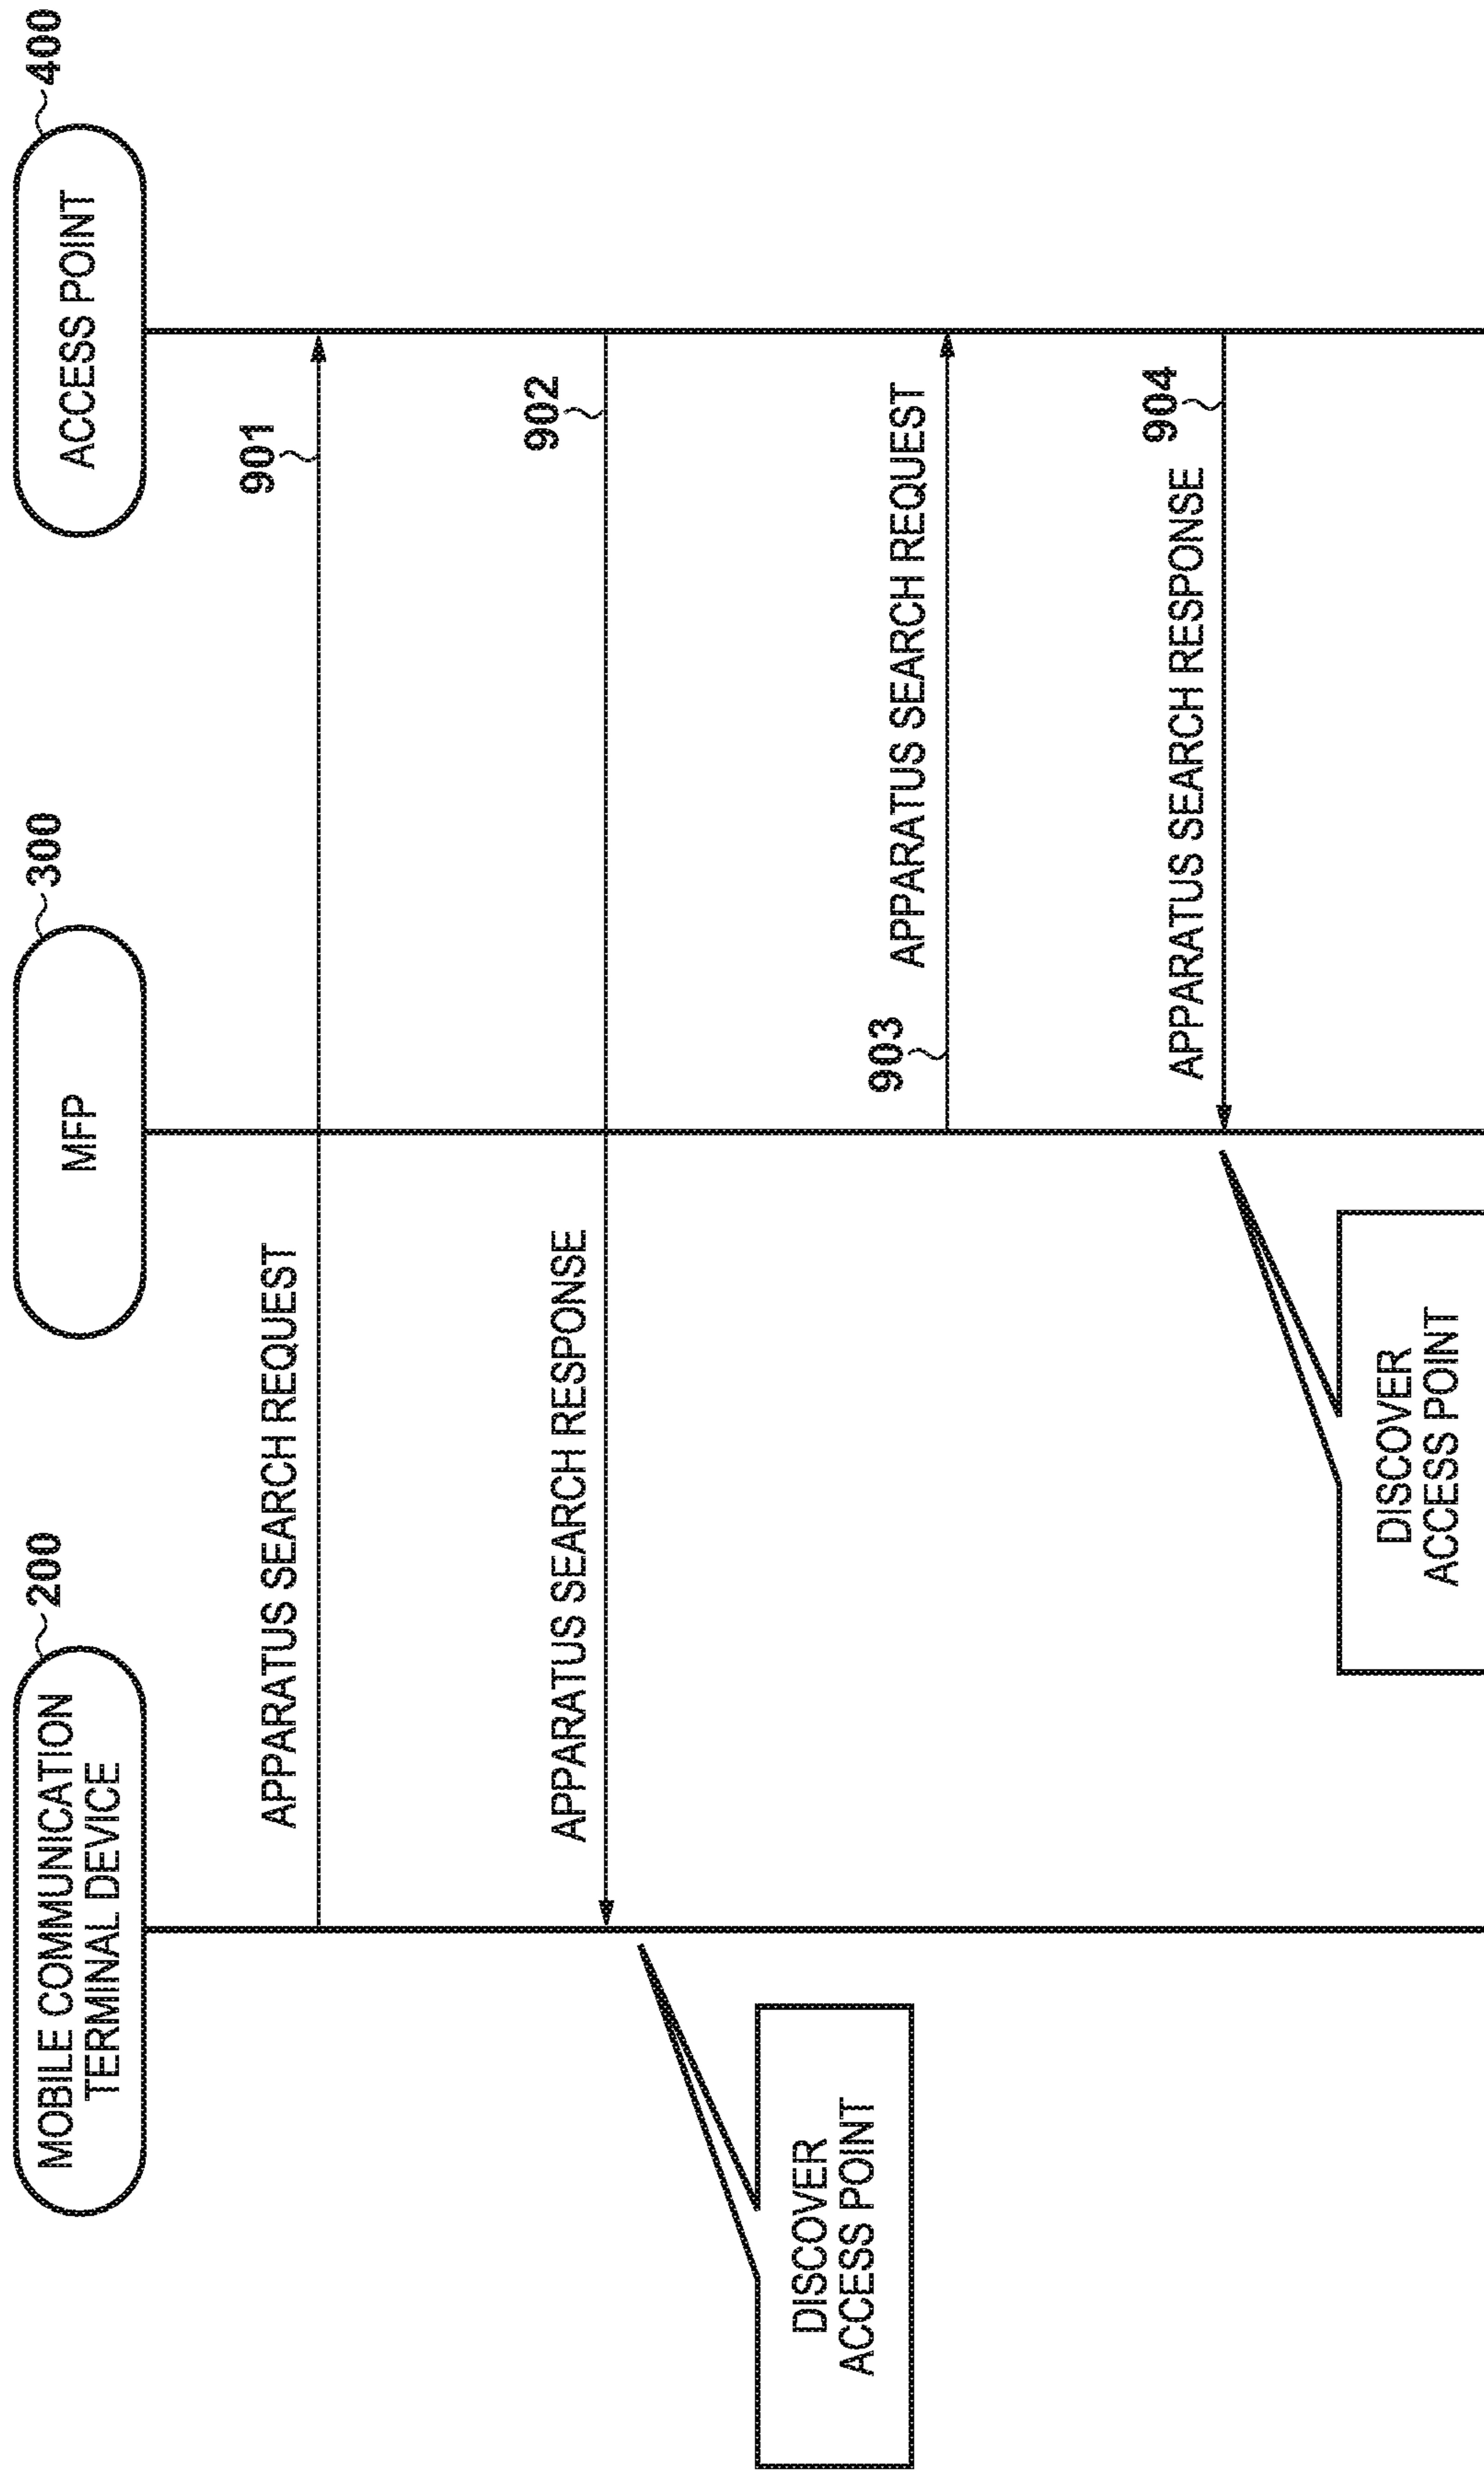 200
MOBILE COMMUNICATION
TERMINAL DEVICE
300
MFP
400
ACCESS POINT
APPARATUS SEARCH REQUEST
901
APPARATUS SEARCH RESPONSE
902
DISCOVER
ACCESS POINT
903
APPARATUS SEARCH REQUEST
APPARATUS SEARCH RESPONSE
904
DISCOVER
ACCESS POINT